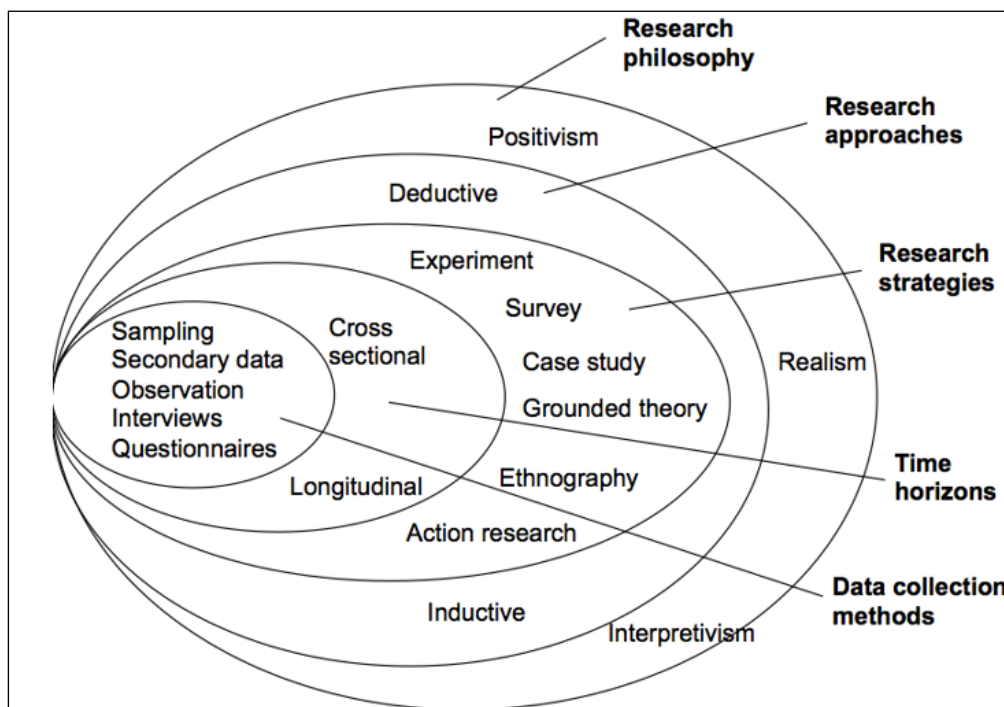 Research
philosophy
Positivism
Research
approaches
Deductive
Experiment
Research
strategies
Survey
Cross
sectional
Case study
Realism
Grounded theory
Sampling
Secondary data
Observation
Interviews
Questionnaires
Time
horizons
Ethnography
Longitudinal
Action research
Data collection
methods
Inductive
Interpretivism